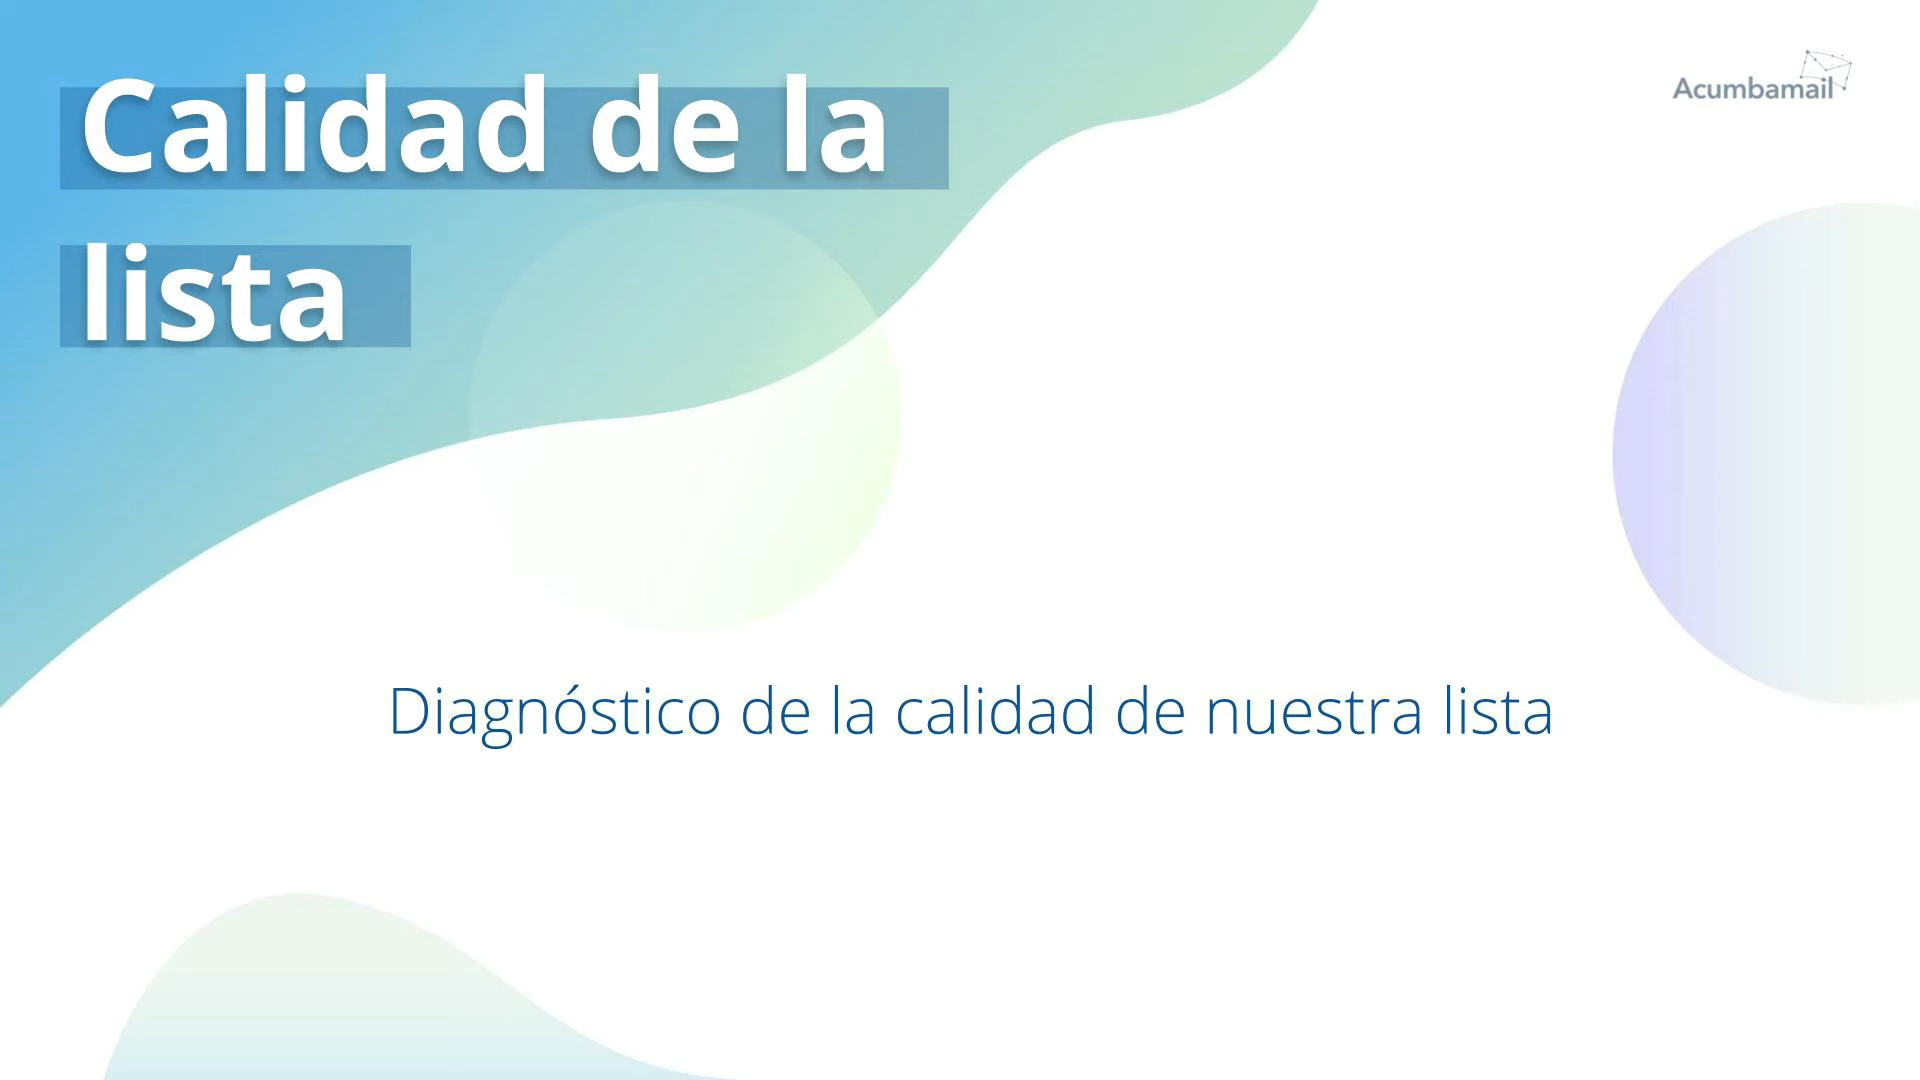 Calidad de la
lista
Acumbamail
Diagnóstico de la calidad de nuestra lista